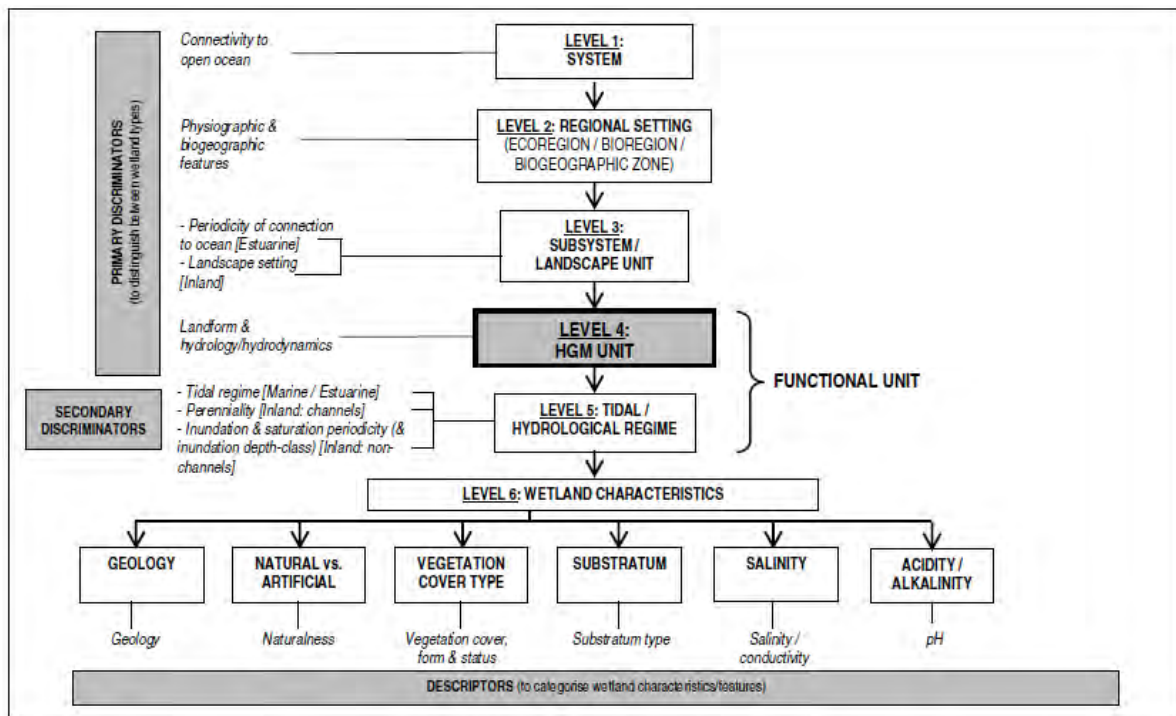 PRIMARY DISCRIMINATORS
(to distinguish between wetland types)
Connectivity to
open ocean
LEVEL 1:
SYSTEM
Physiographic &
biogeographic
features
LEVEL 2: REGIONAL SETTING
(ECOREGION / BIOREGION /
BIOGEOGRAPHIC ZONE)
- Periodicity of connection
to ocean [Estuarine]
- Landscape setting
[Inland]
LEVEL 3:
SUBSYSTEM /
LANDSCAPE UNIT
Landform &
hydrology/hydrodynamics
LEVEL 4:
HGM UNIT
FUNCTIONAL UNIT
SECONDARY
DISCRIMINATORS
- Tidal regime [Marine / Estuarine]
- Perenniality [Inland: channels]
- Inundation & saturation periodicity (&
inundation depth-class) [Inland: non-
channels]
LEVEL 5: TIDAL /
HYDROLOGICAL REGIME
LEVEL 6: WETLAND CHARACTERISTICS
GEOLOGY
NATURAL vs.
ARTIFICIAL
VEGETATION
COVER TYPE
SUBSTRATUM
SALINITY
ACIDITY /
ALKALINITY
Geology
Naturalness
Vegetation cover,
form & status
Substratum type
Salinity /
conductivity
pH
DESCRIPTORS (to categorise wetland characteristics/features)